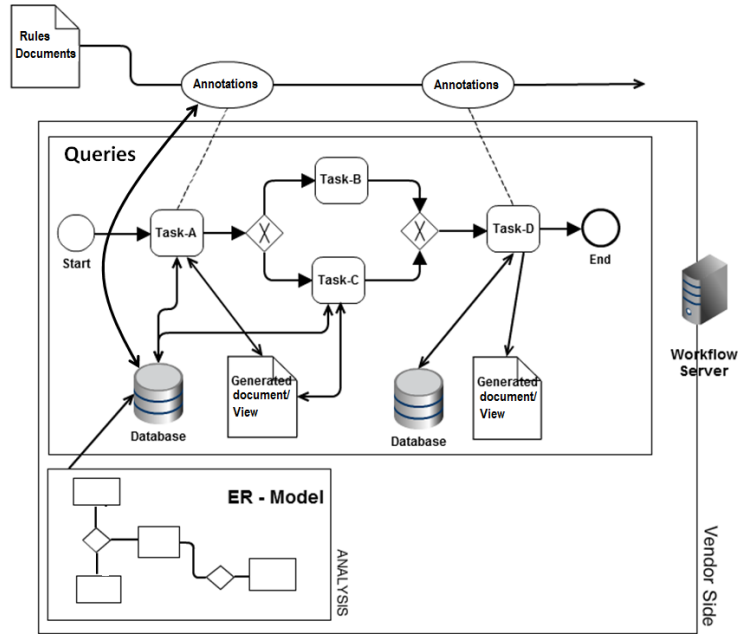 Rules
Documents
Annotations
Annotations
Queries
Task-B
X
X
Task-A
Task-D
Start
End
Task-C
Workflow
Server
Generated
document/
View
Generated
document/
View
Database
Database
ER - Model
ANALYSIS
Vendor Side